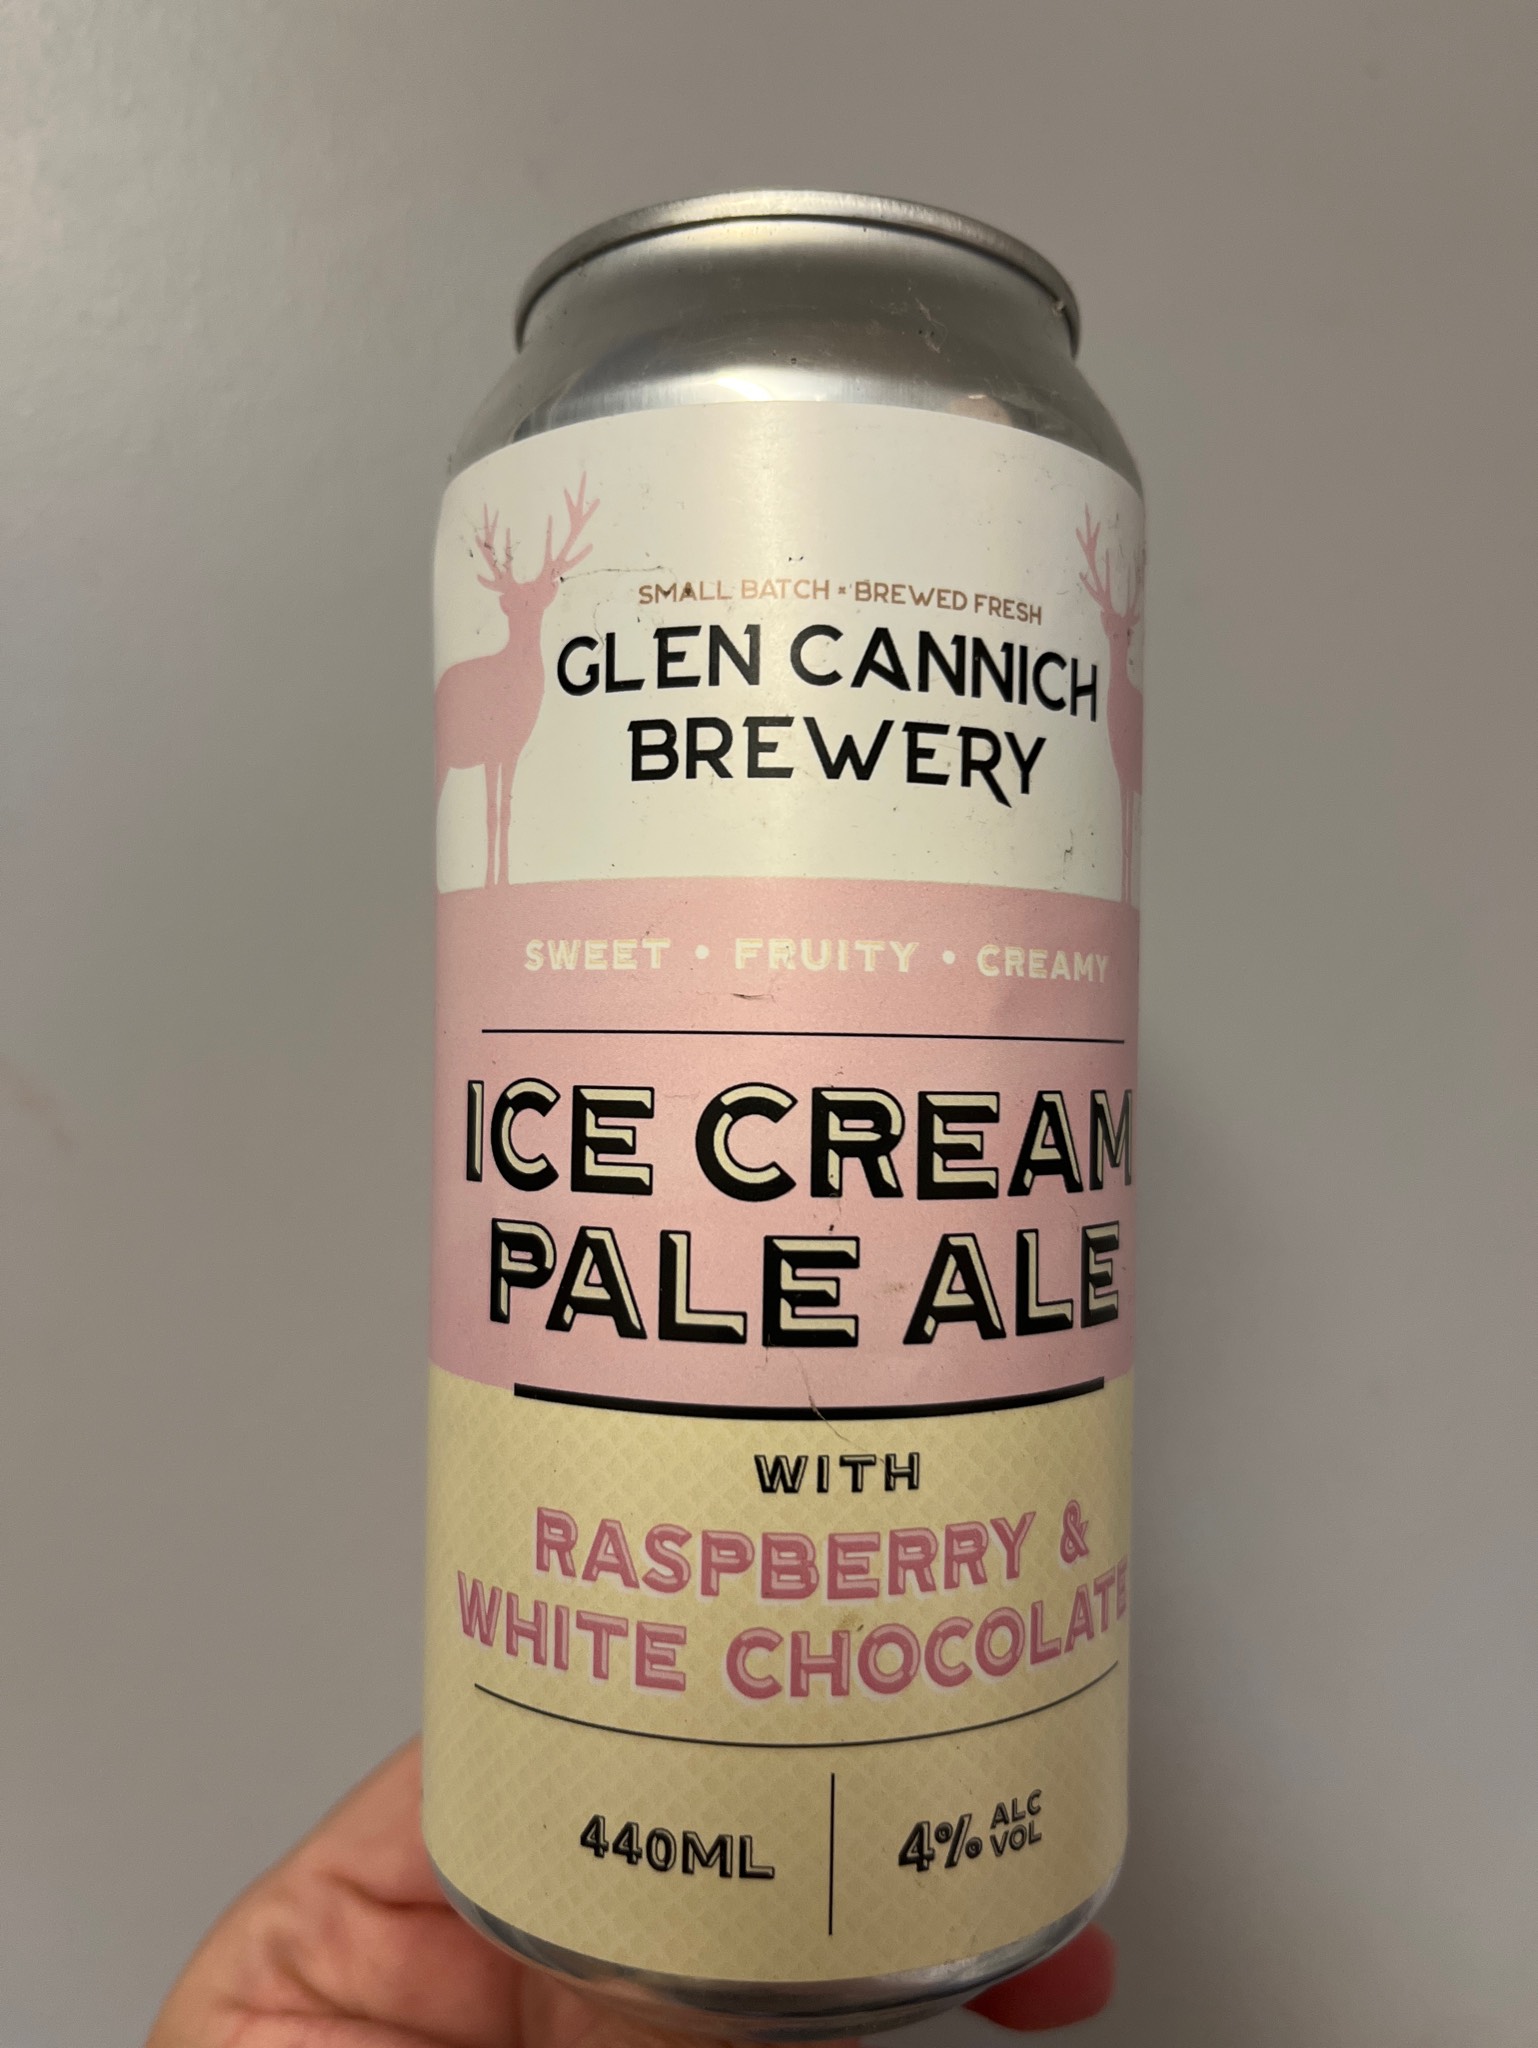 SMALL BATCH * BREWED FRESH
GLEN CANNICH
BREWERY
SWEET • FRUITY • CREAMY
ICE CREAM
PALE ALE
WITH
RASPBERRY &
WHITE CHOCOLATE
440ML
4% ALC VOL